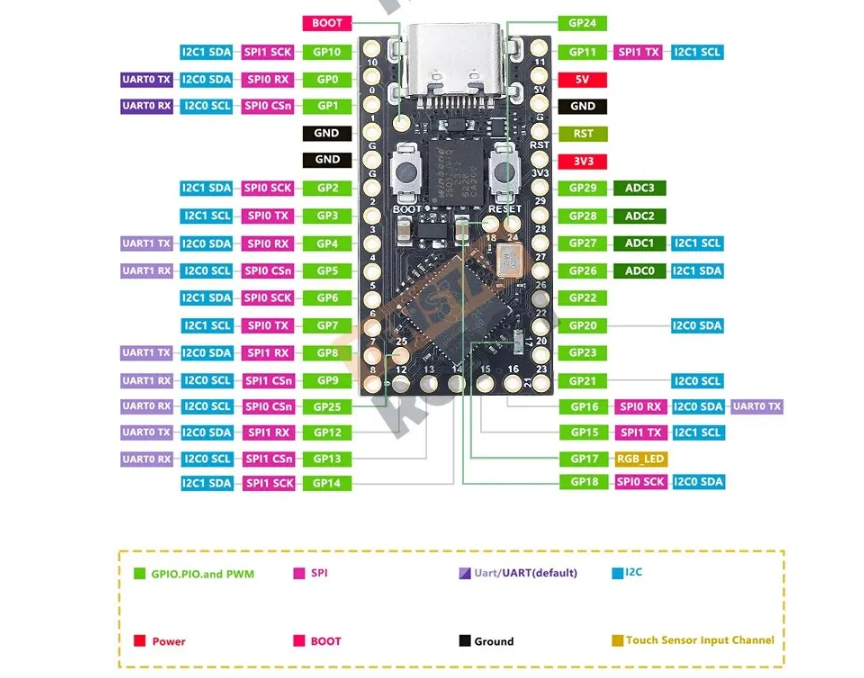 BOOT GP24
I2C1 SDA SPI1 SCK GP10 GP11 SPI1 TX I2C1 SCL
UART0 TX I2C0 SDA SPI0 RX GP0 5V
UART0 RX I2C0 SCL SPI0 CSn GP1 GND
GND RST
GND 3V3
I2C1 SDA SPI0 SCK GP2 GP29 ADC3
I2C1 SCL SPI0 TX GP3 GP28 ADC2
UART1 TX I2C0 SDA SPI0 RX GP4 GP27 ADC1 I2C1 SCL
UART1 RX I2C0 SCL SPI0 CSn GP5 GP26 ADC0 I2C1 SDA
I2C1 SDA SPI0 SCK GP6 GP22
I2C1 SCL SPI0 TX GP7 GP20 I2C0 SDA
UART1 TX I2C0 SDA SPI1 RX GP8 GP23
UART1 RX I2C0 SCL SPI1 CSn GP9 GP21 I2C0 SCL
UART0 RX I2C0 SCL SPI0 CSn GP25 GP16 SPI0 RX I2C0 SDA UART0 TX
UART0 TX I2C0 SDA SPI1 RX GP12 GP15 SPI1 TX I2C1 SCL
UART0 RX I2C0 SCL SPI1 CSn GP13 GP17 RGB_LED
I2C1 SDA SPI1 SCK GP14 GP18 SPI0 SCK I2C0 SDA
10 11
0 5V
1 G
G RST
G 3V3
2 29
BOOT RESET
3 18 24 28
4 27
5 26
6 22
7 25 17 20
8 9 12 13 14 15 16 21 23
winbond
GPIO.PIO.and PWM SPI Uart/UART(default) I2C
Power BOOT Ground Touch Sensor Input Channel